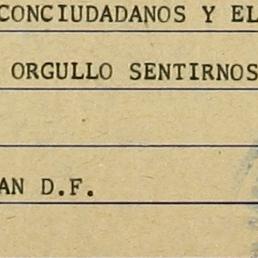 CONCIUDADANOS Y EL
ORGULLO SENTIRNOS
AN D.F.